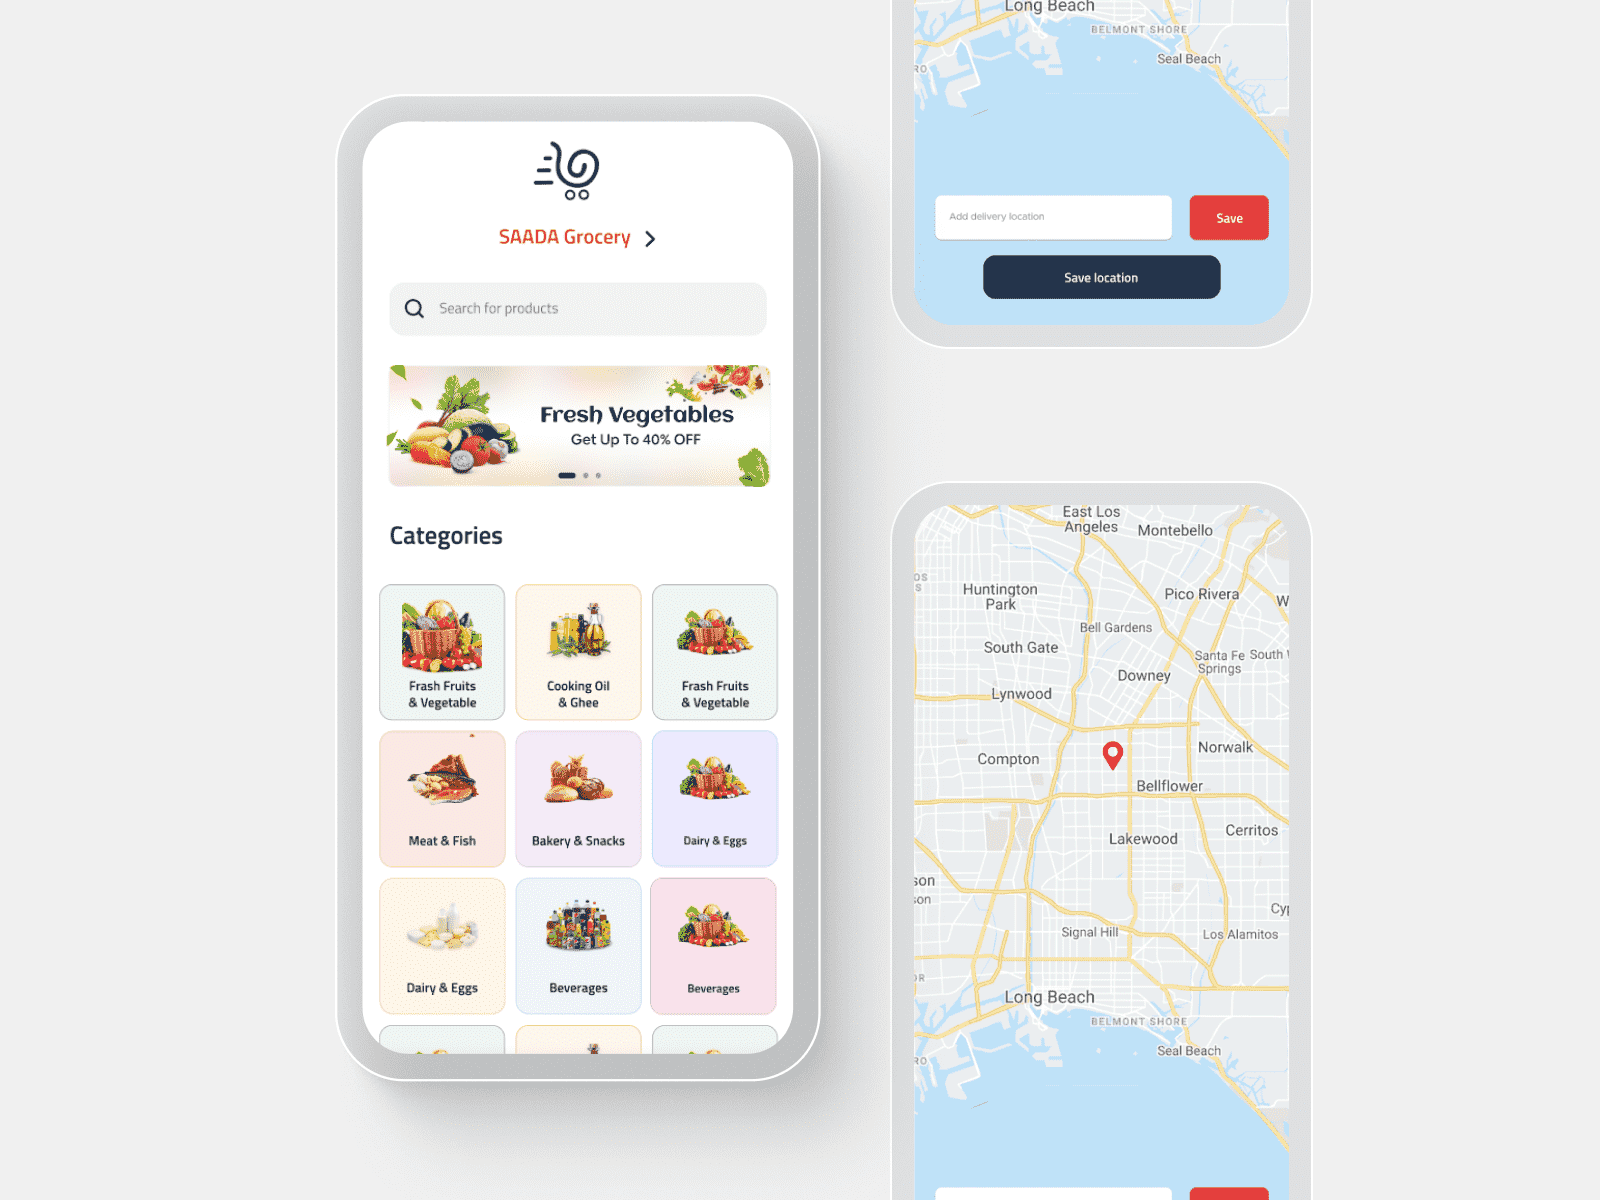 SAADA Grocery
Search for products
Fresh Vegetables
Get Up To 40% OFF
Categories
Frash Fruits
& Vegetable
Cooking Oil
& Ghee
Frash Fruits
& Vegetable
Meat & Fish
Bakery & Snacks
Dairy & Eggs
Dairy & Eggs
Beverages
Beverages
Long Beach
BELMONT SHORE
Seal Beach
RO
Add delivery location
Save
Save location
East Los
Angeles
Montebello
OS
S
Huntington
Park
Pico Rivera
W
Bell Gardens
South Gate
Santa Fe
Springs
South W
Downey
Lynwood
Norwalk
Compton
Bellflower
Cerritos
Lakewood
son
son
Cyp
Signal Hill
Los Alamitos
OR
Long Beach
BELMONT SHORE
Seal Beach
RO